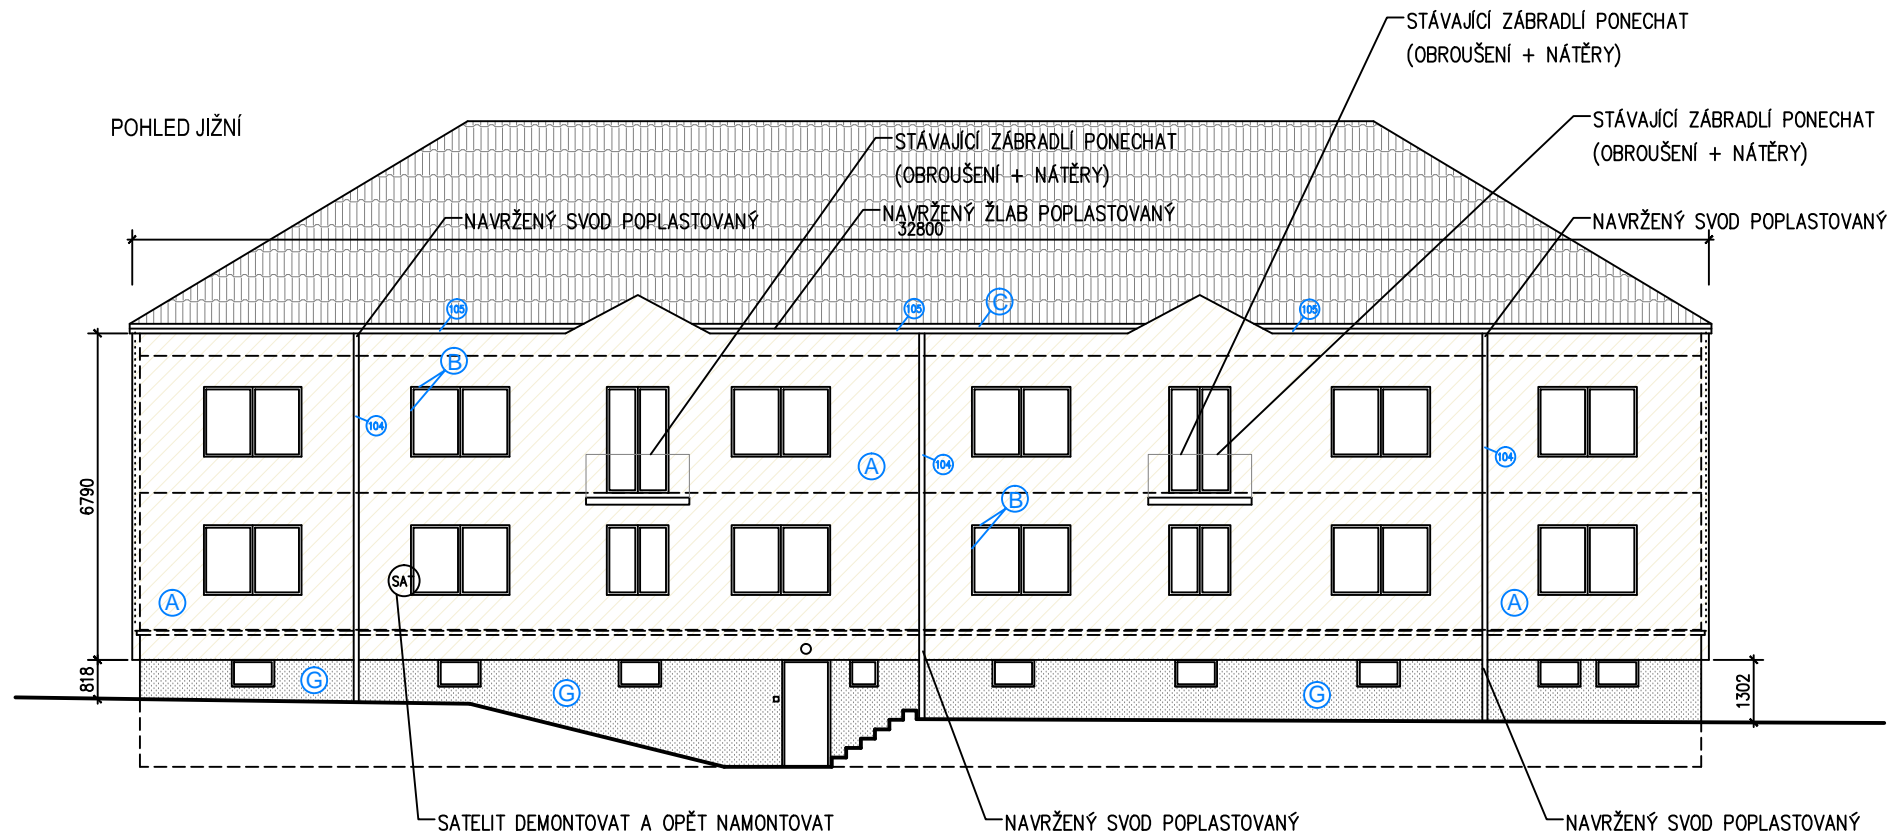 STÁVAJÍCÍ ZÁBRADLÍ PONECHAT
(OBROUŠENÍ + NÁTĚRY)
POHLED JIŽNÍ
STÁVAJÍCÍ ZÁBRADLÍ PONECHAT
(OBROUŠENÍ + NÁTĚRY)
STÁVAJÍCÍ ZÁBRADLÍ PONECHAT
(OBROUŠENÍ + NÁTĚRY)
NAVRŽENÝ SVOD POPLASTOVANÝ
NAVRŽENÝ ŽLAB POPLASTOVANÝ
32800
NAVRŽENÝ SVOD POPLASTOVANÝ
105
105
C
105
B
104
A
104
104
6790
B
SAT
A
A
818
G
G
G
1302
SATELIT DEMONTOVAT A OPĚT NAMONTOVAT
NAVRŽENÝ SVOD POPLASTOVANÝ
NAVRŽENÝ SVOD POPLASTOVANÝ